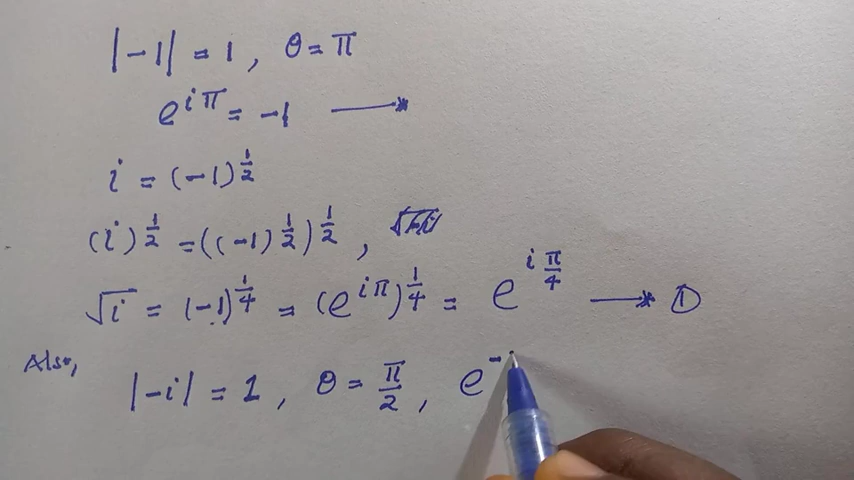 |-1| = 1, θ = π
e^{iπ} = -1 ⟶
i = (-1)^{1/2}
(i)^{1/2} = ((-1)^{1/2})^{1/2},
√i = (-1)^{1/4} = (e^{iπ})^{1/4} = e^{iπ/4} ⟶ ①
Also,
|-i| = 1, θ = π/2, e^{-